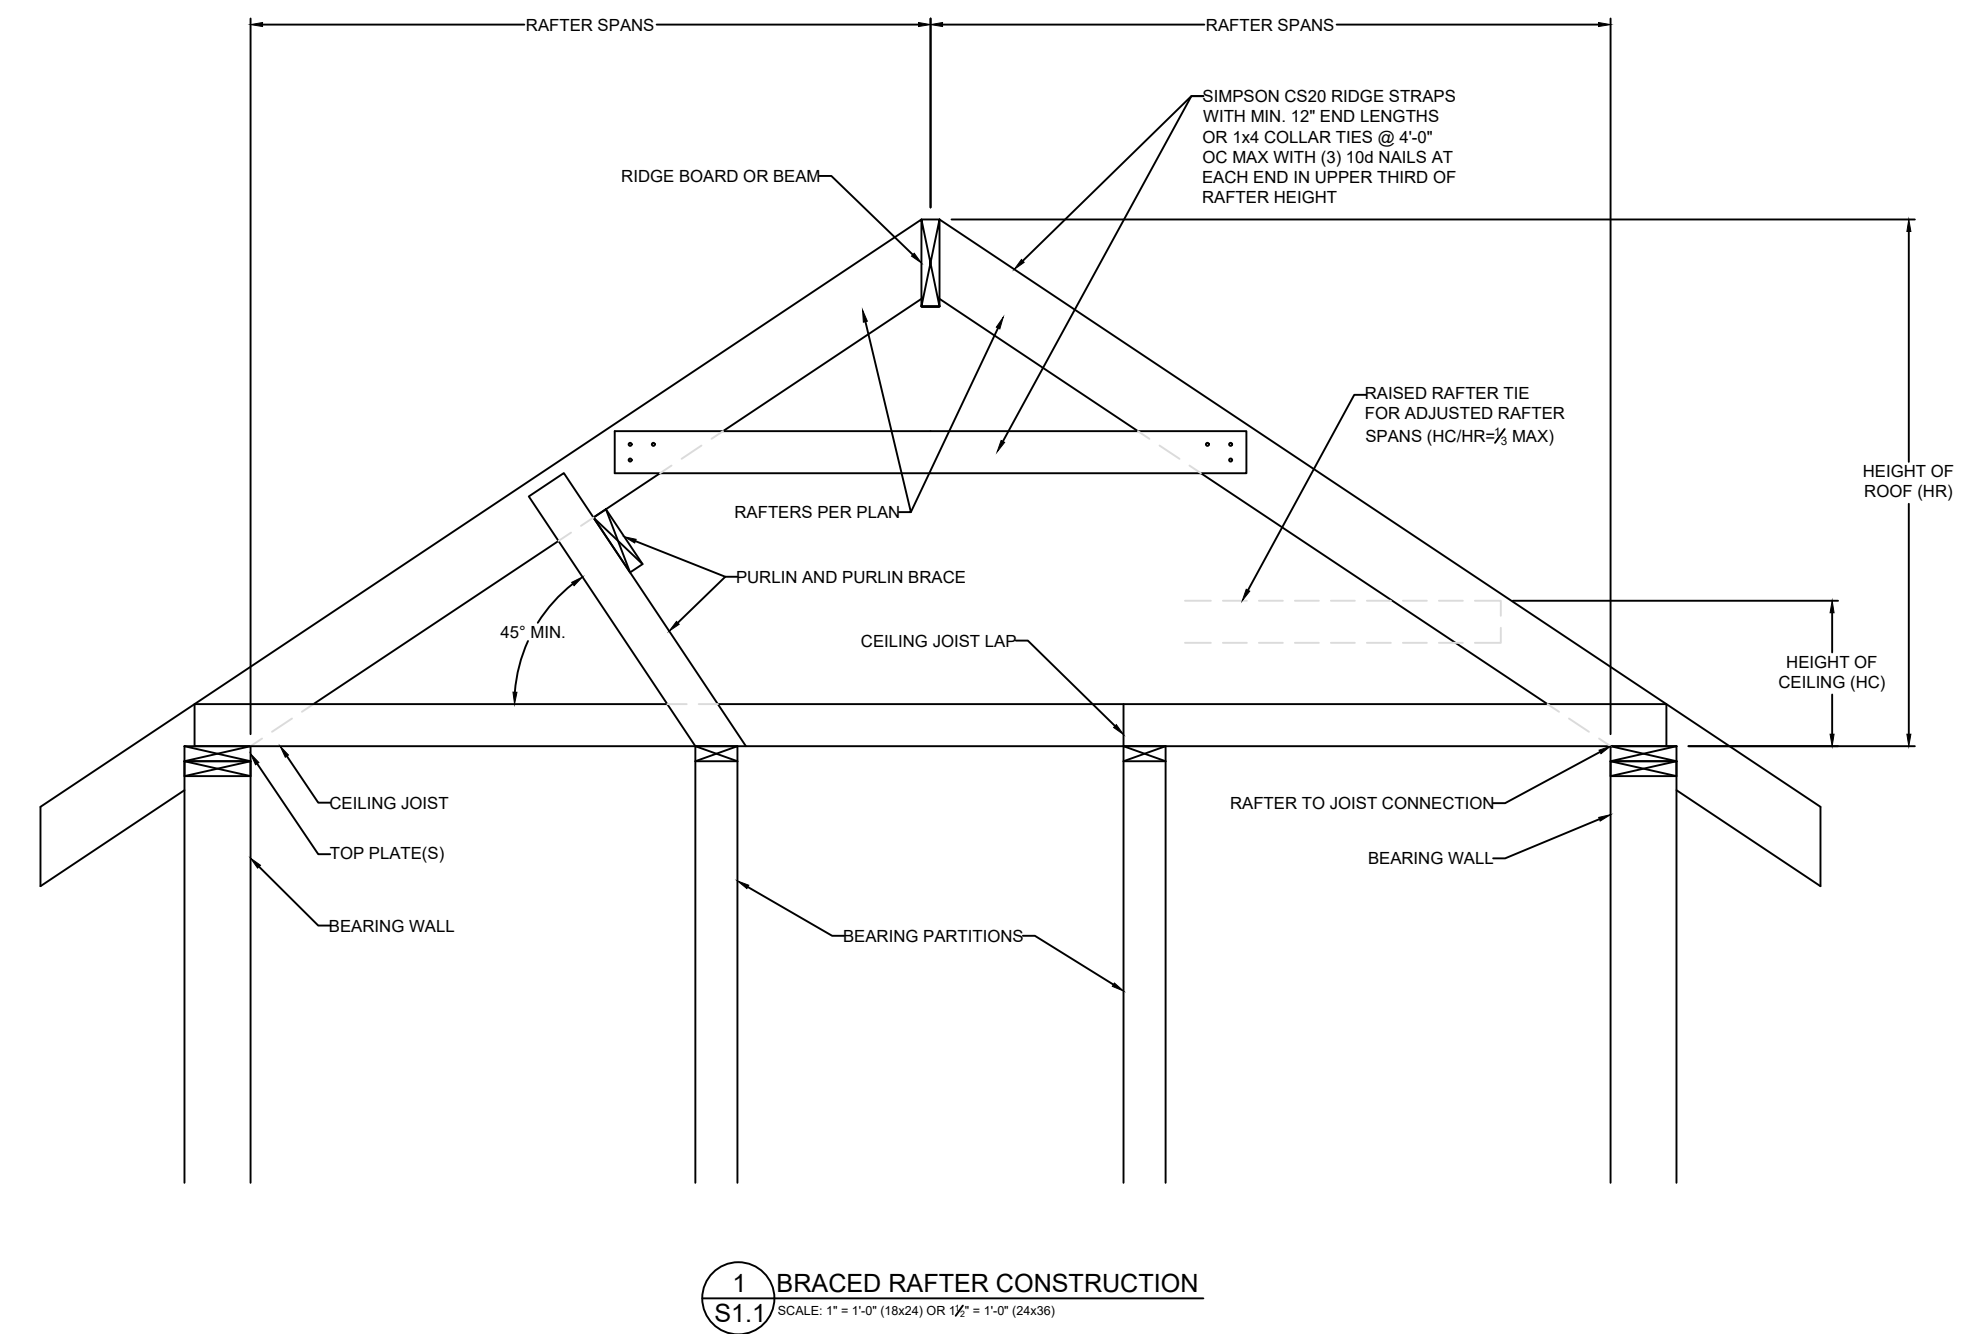 RAFTER SPANS
RAFTER SPANS
SIMPSON CS20 RIDGE STRAPS
WITH MIN. 12" END LENGTHS
OR 1x4 COLLAR TIES @ 4'-0"
OC MAX WITH (3) 10d NAILS AT
EACH END IN UPPER THIRD OF
RAFTER HEIGHT
RIDGE BOARD OR BEAM
RAISED RAFTER TIE
FOR ADJUSTED RAFTER
SPANS (HC/HR=⅓ MAX)
HEIGHT OF
ROOF (HR)
RAFTERS PER PLAN
PURLIN AND PURLIN BRACE
45° MIN.
CEILING JOIST LAP
HEIGHT OF
CEILING (HC)
CEILING JOIST
RAFTER TO JOIST CONNECTION
TOP PLATE(S)
BEARING WALL
BEARING WALL
BEARING PARTITIONS
1
S1.1
BRACED RAFTER CONSTRUCTION
SCALE: 1" = 1'-0" (18x24) OR 1½" = 1'-0" (24x36)